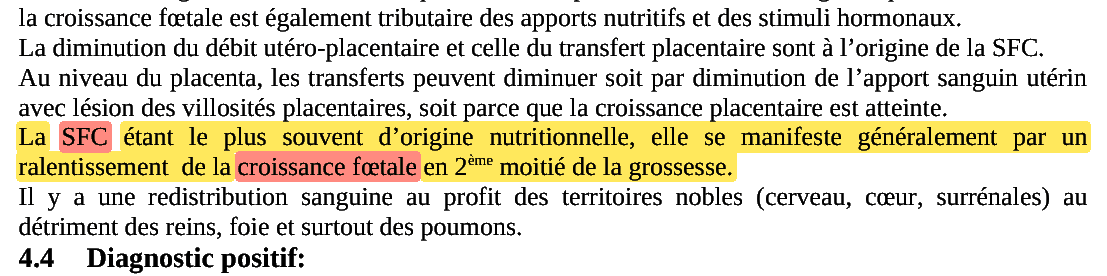 la croissance fœtale est également tributaire des apports nutritifs et des stimuli hormonaux.
La diminution du débit utéro-placentaire et celle du transfert placentaire sont à l’origine de la SFC.
Au niveau du placenta, les transferts peuvent diminuer soit par diminution de l’apport sanguin utérin
avec lésion des villosités placentaires, soit parce que la croissance placentaire est atteinte.
La SFC étant le plus souvent d’origine nutritionnelle, elle se manifeste généralement par un
ralentissement de la croissance fœtale en 2ème moitié de la grossesse.
Il y a une redistribution sanguine au profit des territoires nobles (cerveau, cœur, surrénales) au
détriment des reins, foie et surtout des poumons.
4.4 Diagnostic positif: